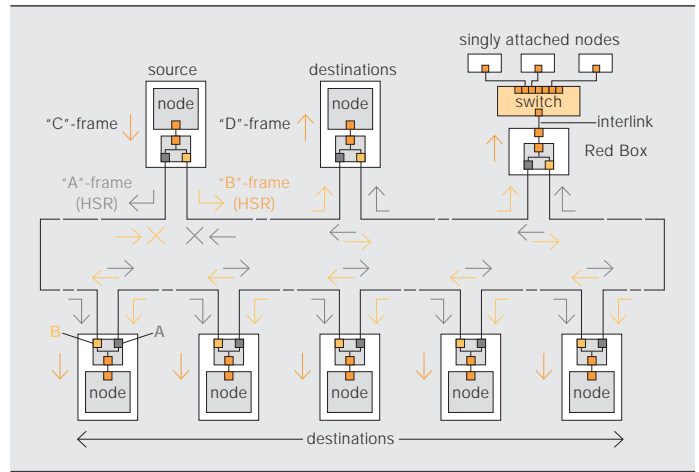 singly attached nodes
source
destinations
node
node
switch
"C"-frame
"D"-frame
interlink
Red Box
"A"-frame
(HSR)
"B"-frame
(HSR)
B
A
node
node
node
node
node
destinations